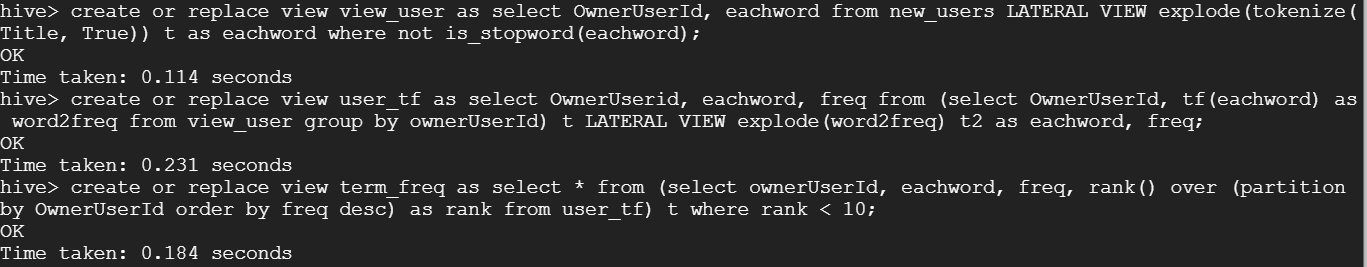 hive> create or replace view view_user as select OwnerUserId, eachword from new_users LATERAL VIEW explode(tokenize(
Title, True)) t as eachword where not is_stopword(eachword);
OK
Time taken: 0.114 seconds
hive> create or replace view user_tf as select OwnerUserid, eachword, freq from (select OwnerUserId, tf(eachword) as
 word2freq from view_user group by ownerUserId) t LATERAL VIEW explode(word2freq) t2 as eachword, freq;
OK
Time taken: 0.231 seconds
hive> create or replace view term_freq as select * from (select ownerUserId, eachword, freq, rank() over (partition
by OwnerUserId order by freq desc) as rank from user_tf) t where rank < 10;
OK
Time taken: 0.184 seconds